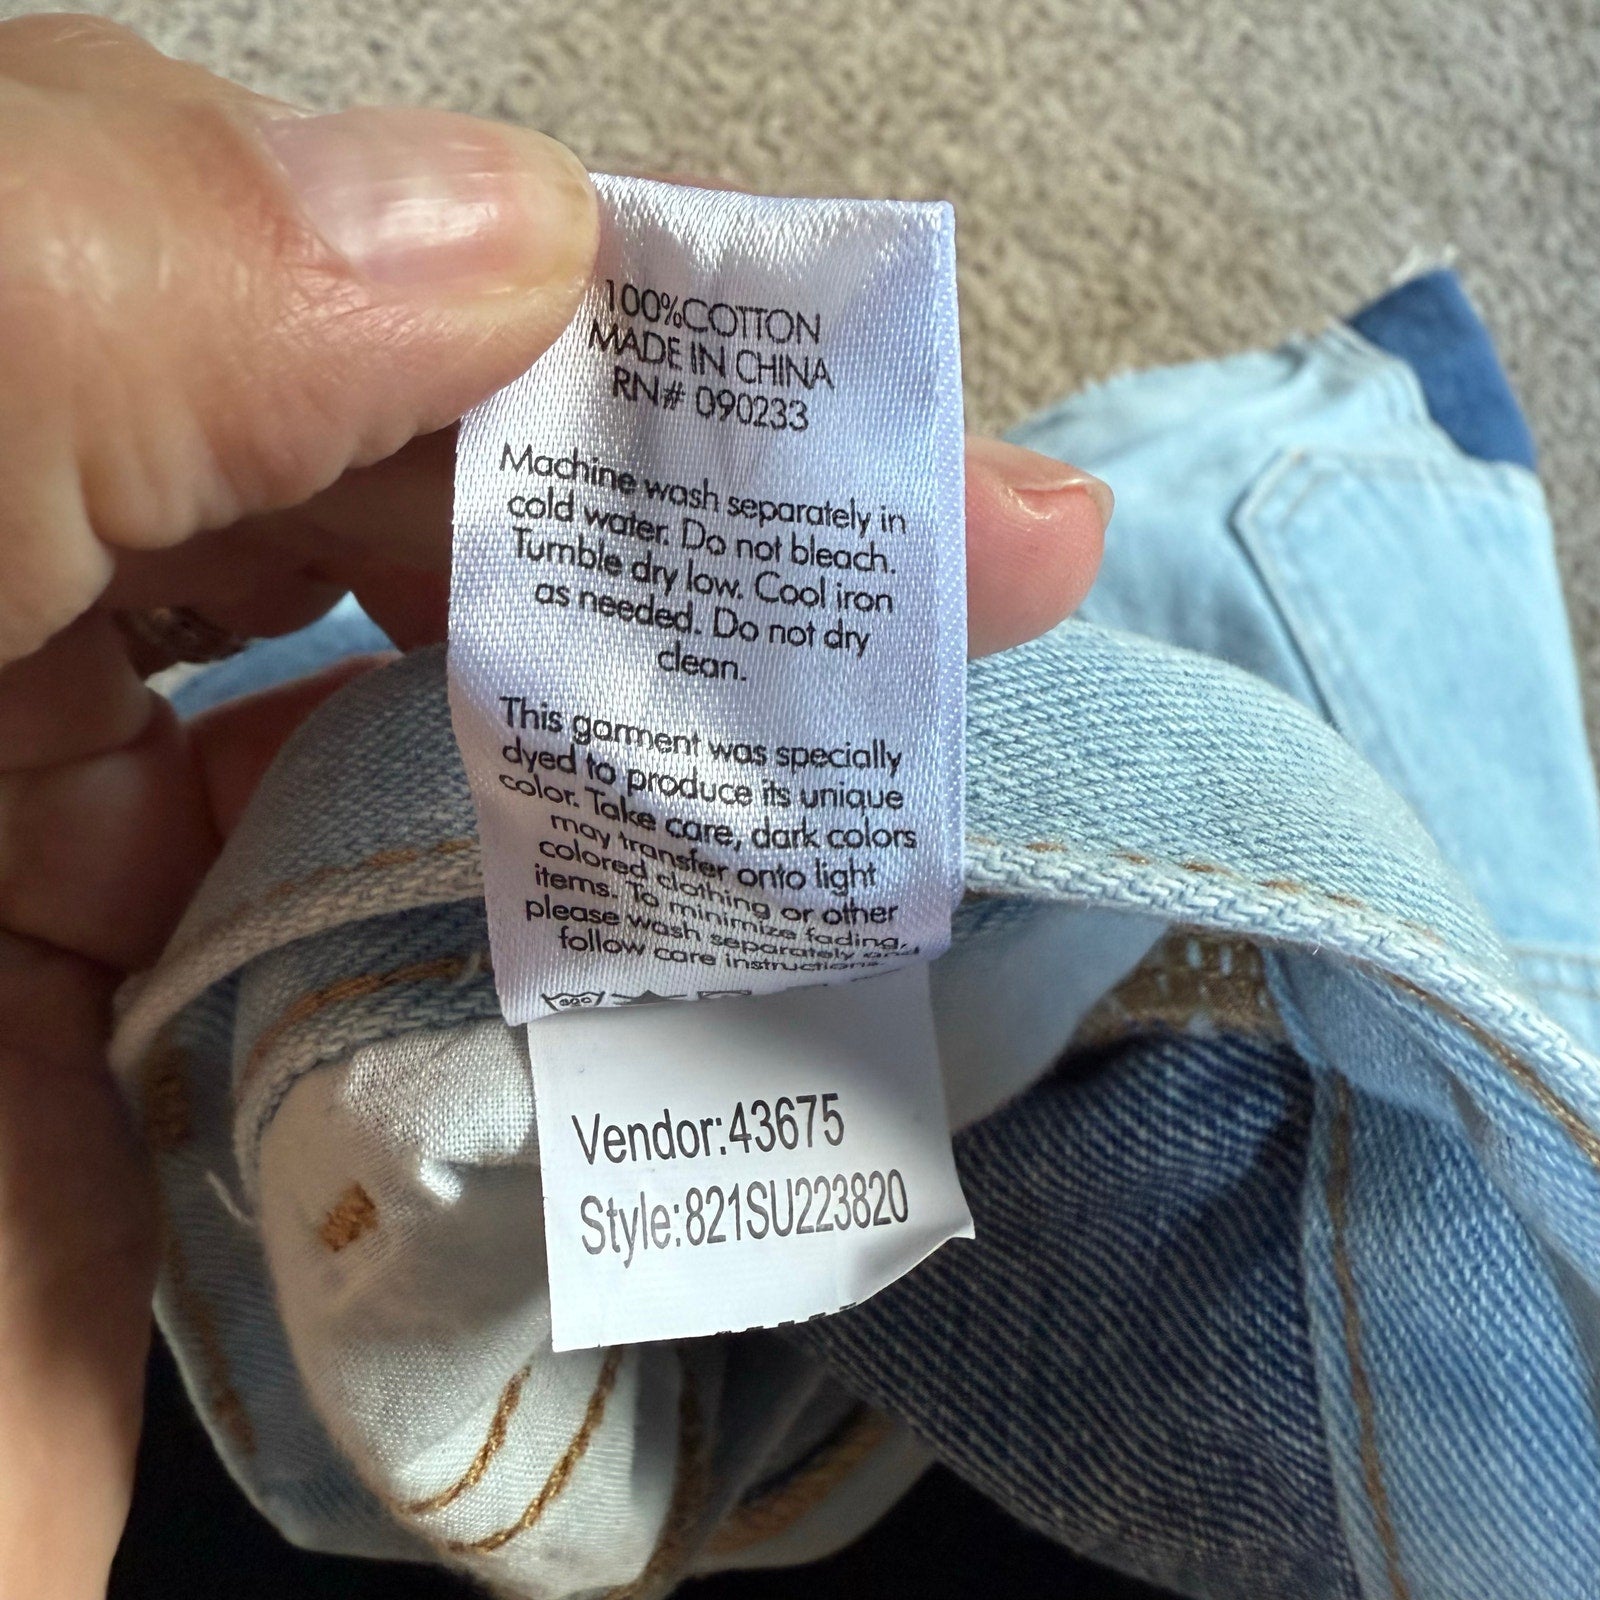 100%COTTON
MADE IN CHINA
RN# 090233
Machine wash separately in
cold water. Do not bleach.
Tumble dry low. Cool iron
as needed. Do not dry
clean.
This garment was specially
dyed to produce its unique
color. Take care, dark colors
may transfer onto light
colored clothing or other
items. To minimize fading,
please wash separately and
follow care instructions.
Vendor:43675
Style:821SU223820